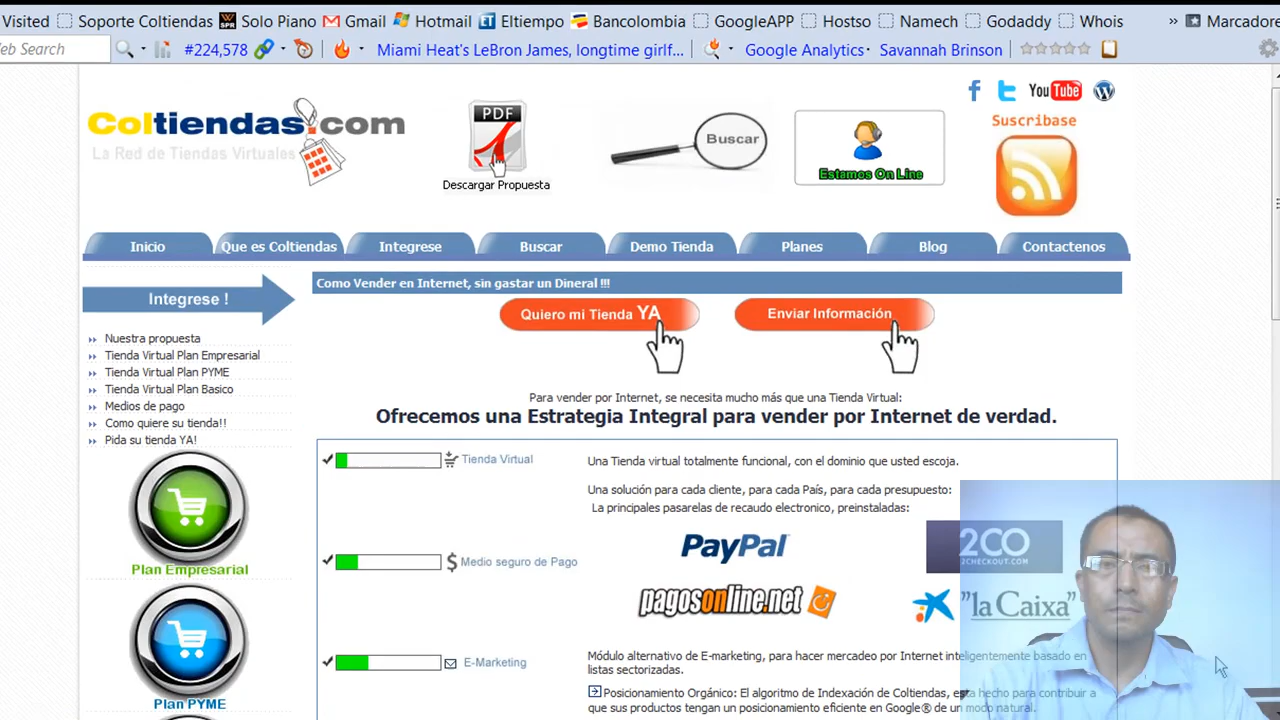 Visited Soporte Coltiendas Solo Piano Gmail Hotmail Eltiempo Bancolombia GoogleAPP Hostso Namech Godaddy Whois » Marcador
Web Search #224,578 Miami Heat's LeBron James, longtime girlf... Google Analytics Savannah Brinson
Coltiendas.com
La Red de Tiendas Virtuales
PDF
Descargar Propuesta
Buscar
Estamos On Line
You Tube
Suscribase
Inicio Que es Coltiendas Integrese Buscar Demo Tienda Planes Blog Contactenos
Integrese !
Nuestra propuesta
Tienda Virtual Plan Empresarial
Tienda Virtual Plan PYME
Tienda Virtual Plan Basico
Medios de pago
Como quiere su tienda!!
Pida su tienda YA!
Plan Empresarial
Plan PYME
Como Vender en Internet, sin gastar un Dineral !!!
Quiero mi Tienda YA Enviar Información
Para vender por Internet, se necesita mucho más que una Tienda Virtual:
Ofrecemos una Estrategia Integral para vender por Internet de verdad.
Tienda Virtual
Una Tienda virtual totalmente funcional, con el dominio que usted escoja.
Una solución para cada cliente, para cada País, para cada presupuesto:
La principales pasarelas de recaudo electronico, preinstaladas:
Medio seguro de Pago
PayPal 2CO
2CHECKOUT.COM
pagosonline.net "la Caixa"
E-Marketing
Módulo alternativo de E-marketing, para hacer mercadeo por Internet inteligentemente basado en
listas sectorizadas.
Posicionamiento Orgánico: El algoritmo de Indexación de Coltiendas, esta hecho para contribuir a
que sus productos tengan un posicionamiento eficiente en Google® de un modo natural.